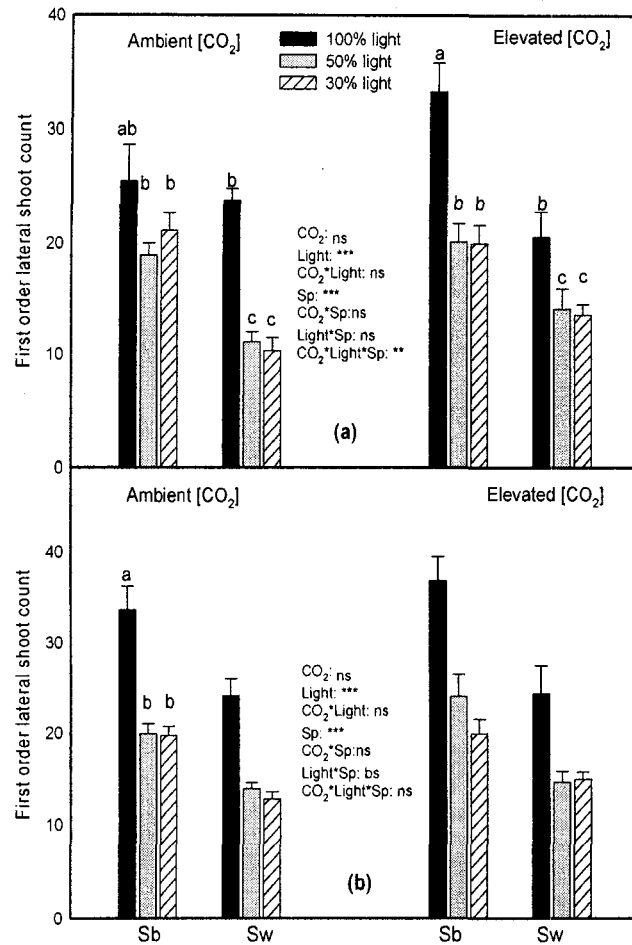 40
Ambient [CO2]
100% light
50% light
30% light
Elevated [CO2]
a
30
ab
b
b
b
b
b
b
20
CO2: ns
Light: ***
CO2*Light: ns
Sp: ***
CO2*Sp:ns
Light*Sp: ns
CO2*Light*Sp: **
c
c
c
c
10
(a)
0
First order lateral shoot count
Ambient [CO2]
Elevated [CO2]
40
a
30
CO2: ns
Light: ***
CO2*Light: ns
Sp: ***
CO2*Sp:ns
Light*Sp: bs
CO2*Light*Sp: ns
b
b
20
10
(b)
0
First order lateral shoot count
Sb
Sw
Sb
Sw